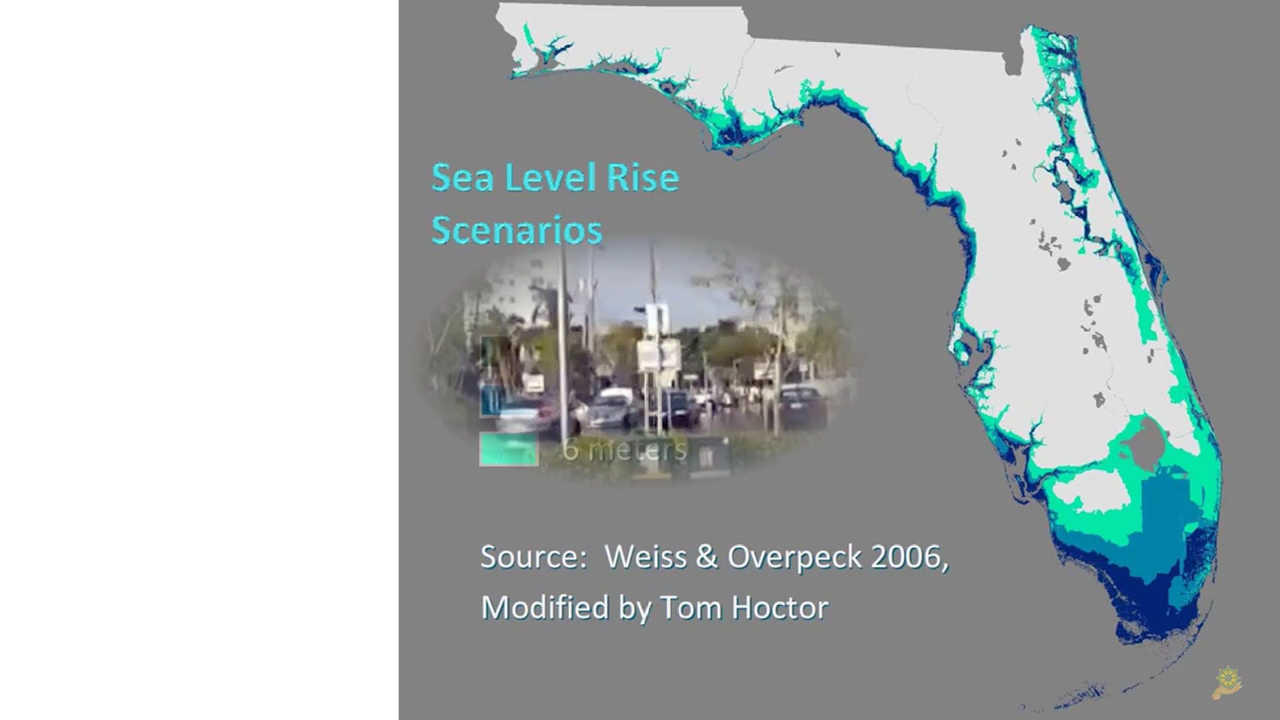 Sea Level Rise
Scenarios
6 meters
Source: Weiss & Overpeck 2006,
Modified by Tom Hoctor